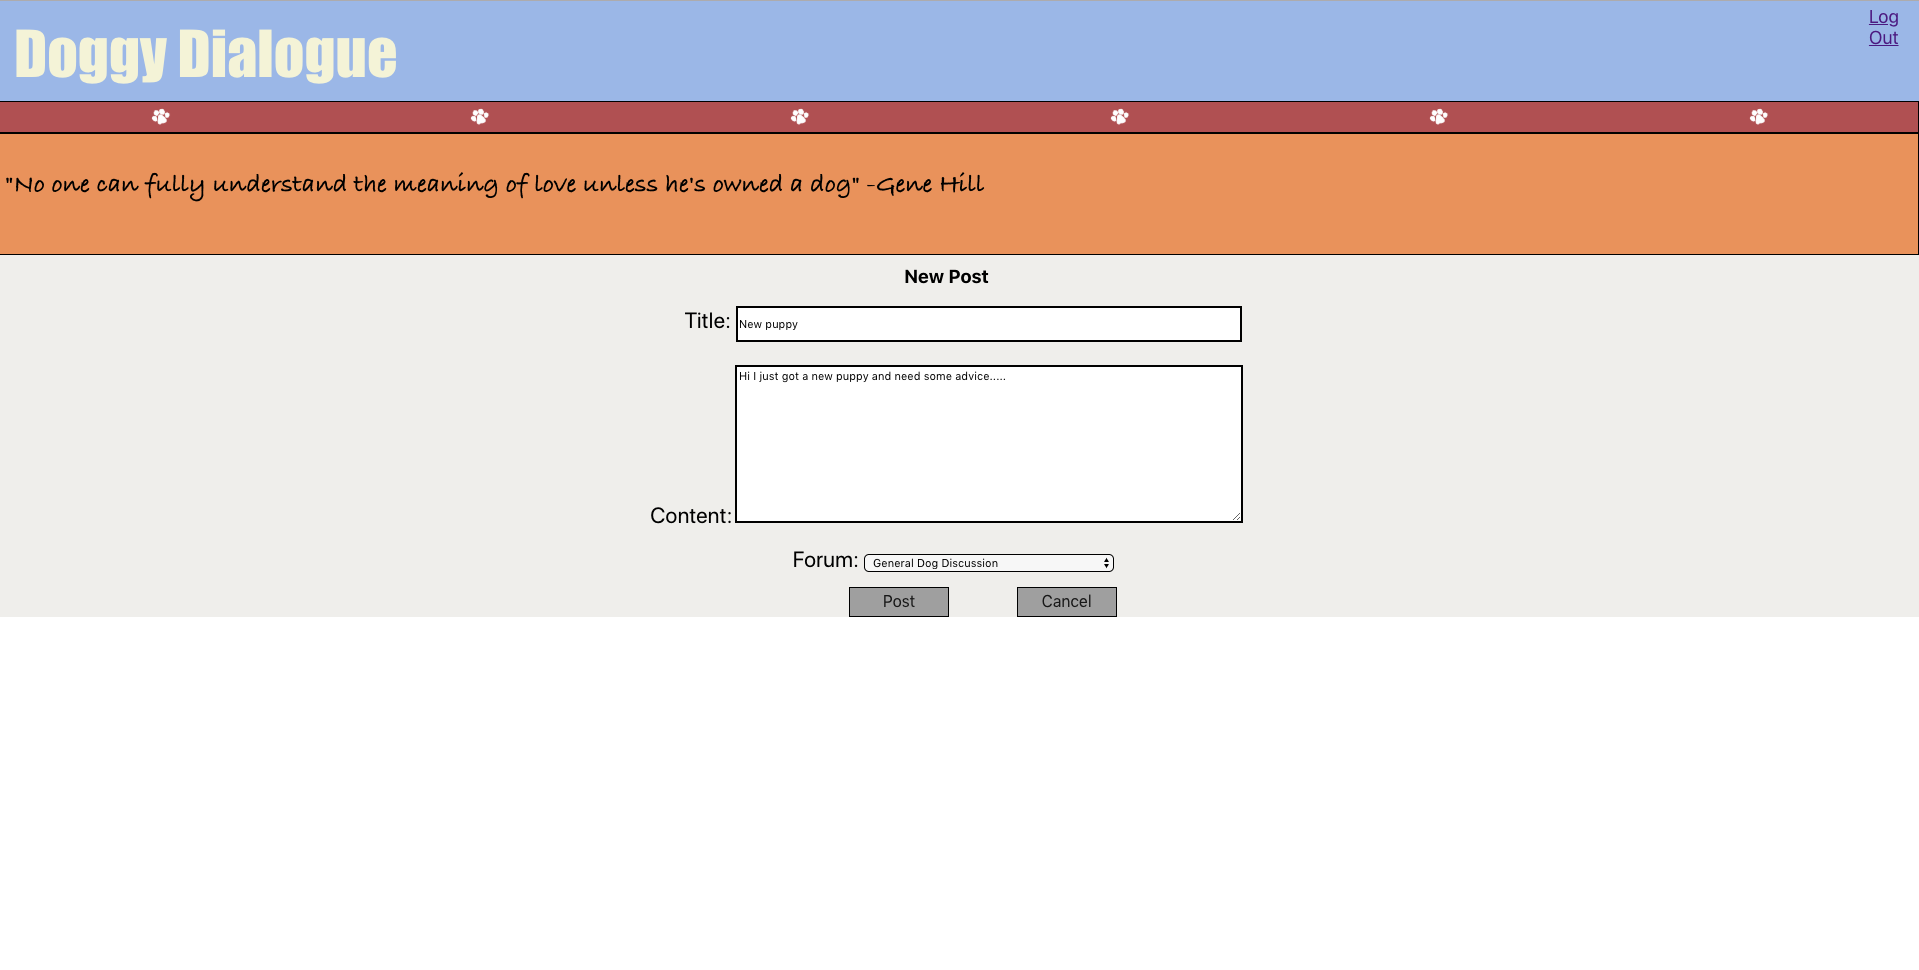 Doggy Dialogue
Log
Out
"No one can fully understand the meaning of love unless he's owned a dog" -Gene Hill
New Post
Title: New puppy
Hi I just got a new puppy and need some advice.....
Content:
Forum: General Dog Discussion
Post Cancel